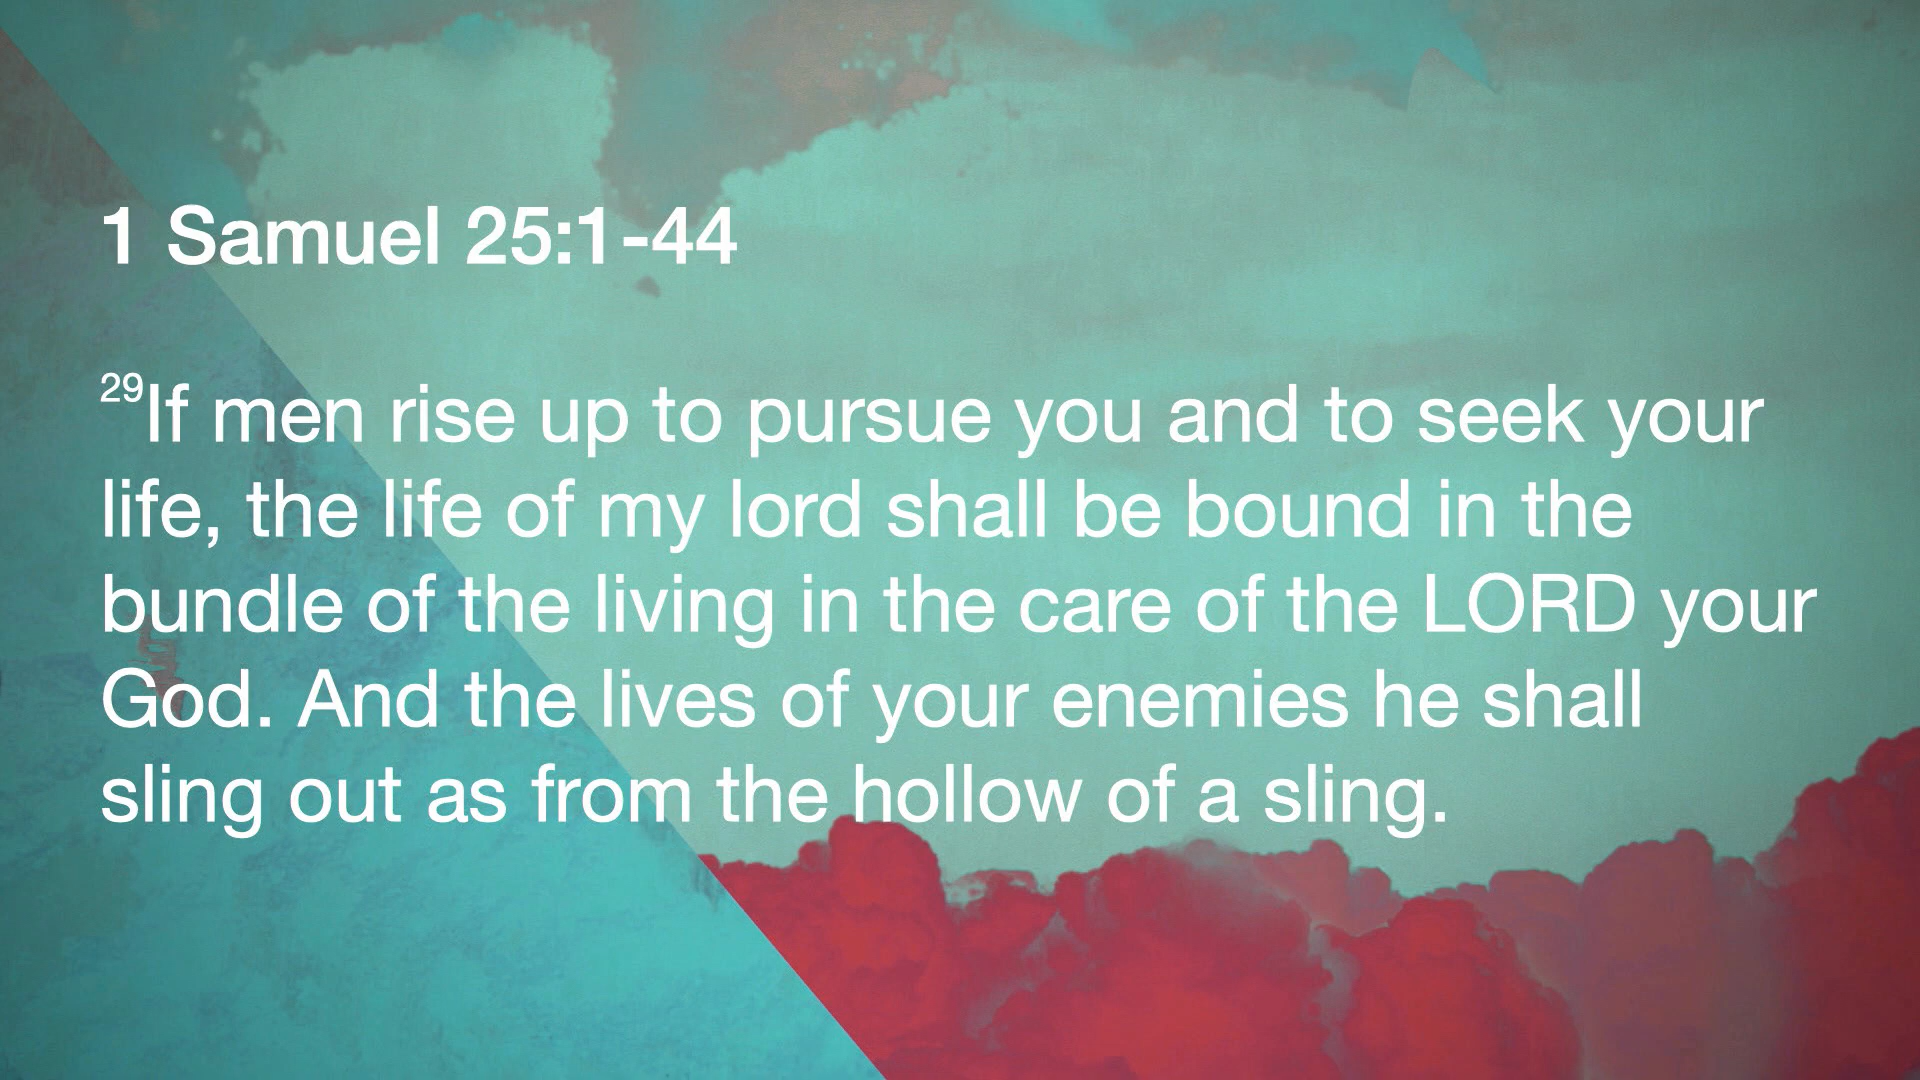 1 Samuel 25:1-44
29If men rise up to pursue you and to seek your
life, the life of my lord shall be bound in the
bundle of the living in the care of the LORD your
God. And the lives of your enemies he shall
sling out as from the hollow of a sling.